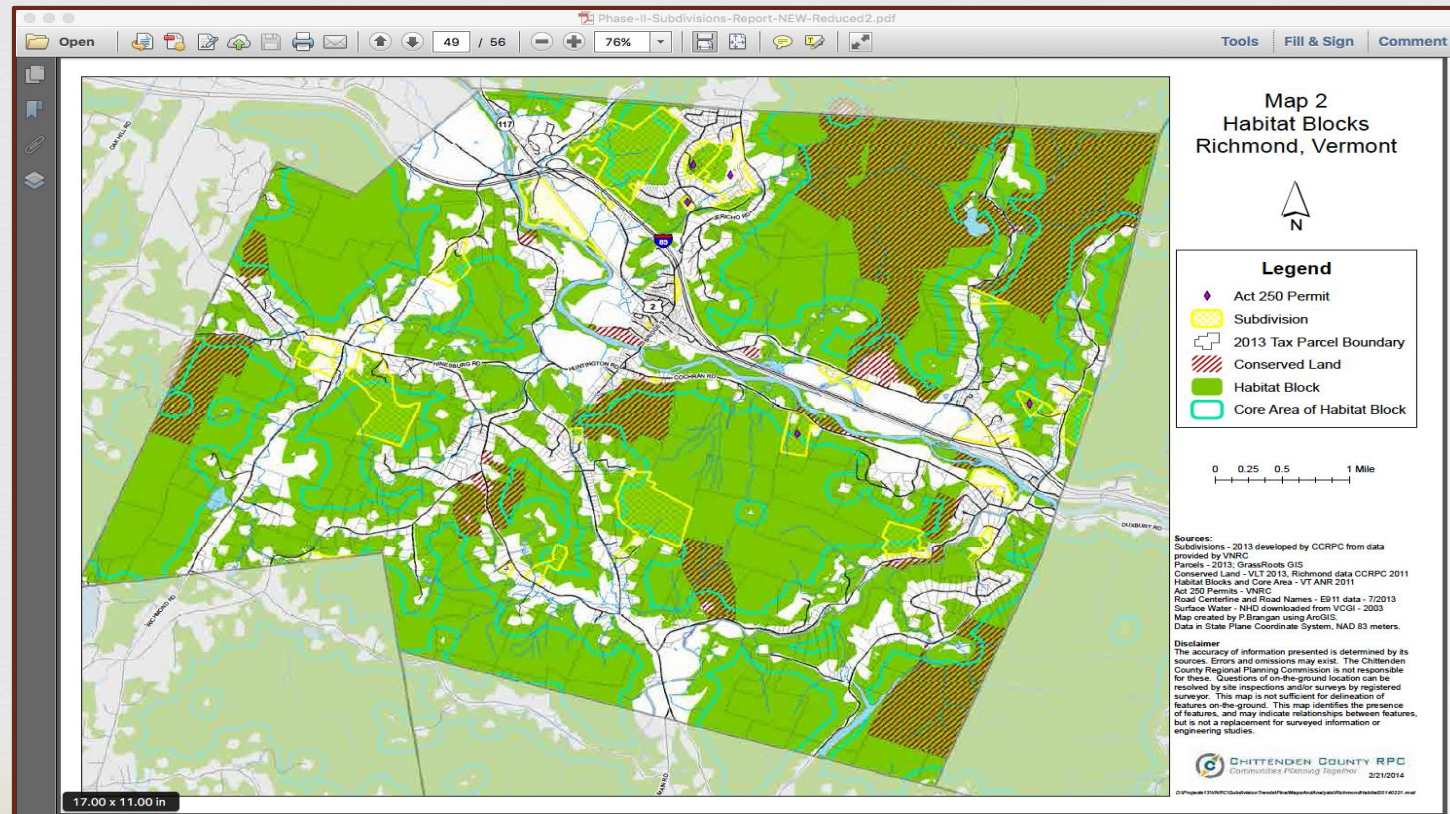 Phase-II-Subdivisions-Report-NEW-Reduced2.pdf
Open 49 / 56 76% Tools Fill & Sign Comment
Map 2
Habitat Blocks
Richmond, Vermont
N
Legend
Act 250 Permit
Subdivision
2013 Tax Parcel Boundary
Conserved Land
Habitat Block
Core Area of Habitat Block
0 0.25 0.5 1 Mile
Sources:
Subdivisions - 2013 developed by CCRPC from data
provided by VNRC
Parcels - 2013; GrassRoots GIS
Conserved Land - VLT 2013, Richmond data CCRPC 2011
Habitat Blocks and Core Area - VT ANR 2011
Act 250 Permits - VNRC
Road Centerline and Road Names - E911 data - 7/2013
Surface Water - NHD downloaded from VCGI - 2003
Map created by P.Brangan using ArcGIS.
Data in State Plane Coordinate System, NAD 83 meters.
Disclaimer
The accuracy of information presented is determined by its
sources. Errors and omissions may exist. The Chittenden
County Regional Planning Commission is not responsible
for these. Questions of on-the-ground location can be
resolved by site inspections and/or surveys by registered
surveyor. This map is not sufficient for delineation of
features on-the-ground. This map identifies the presence
of features, and may indicate relationships between features,
but is not a replacement for surveyed information or
engineering studies.
CHITTENDEN COUNTY RPC
Communities Planning Together
2/21/2014
OAK HILL RD
117
JERICHO RD
89
2
BRIDGE ST
HINESBURG RD
HUNTINGTON RD
COCHRAN RD
DUXBURY RD
RICHMOND RD
MAIN RD
17.00 x 11.00 in